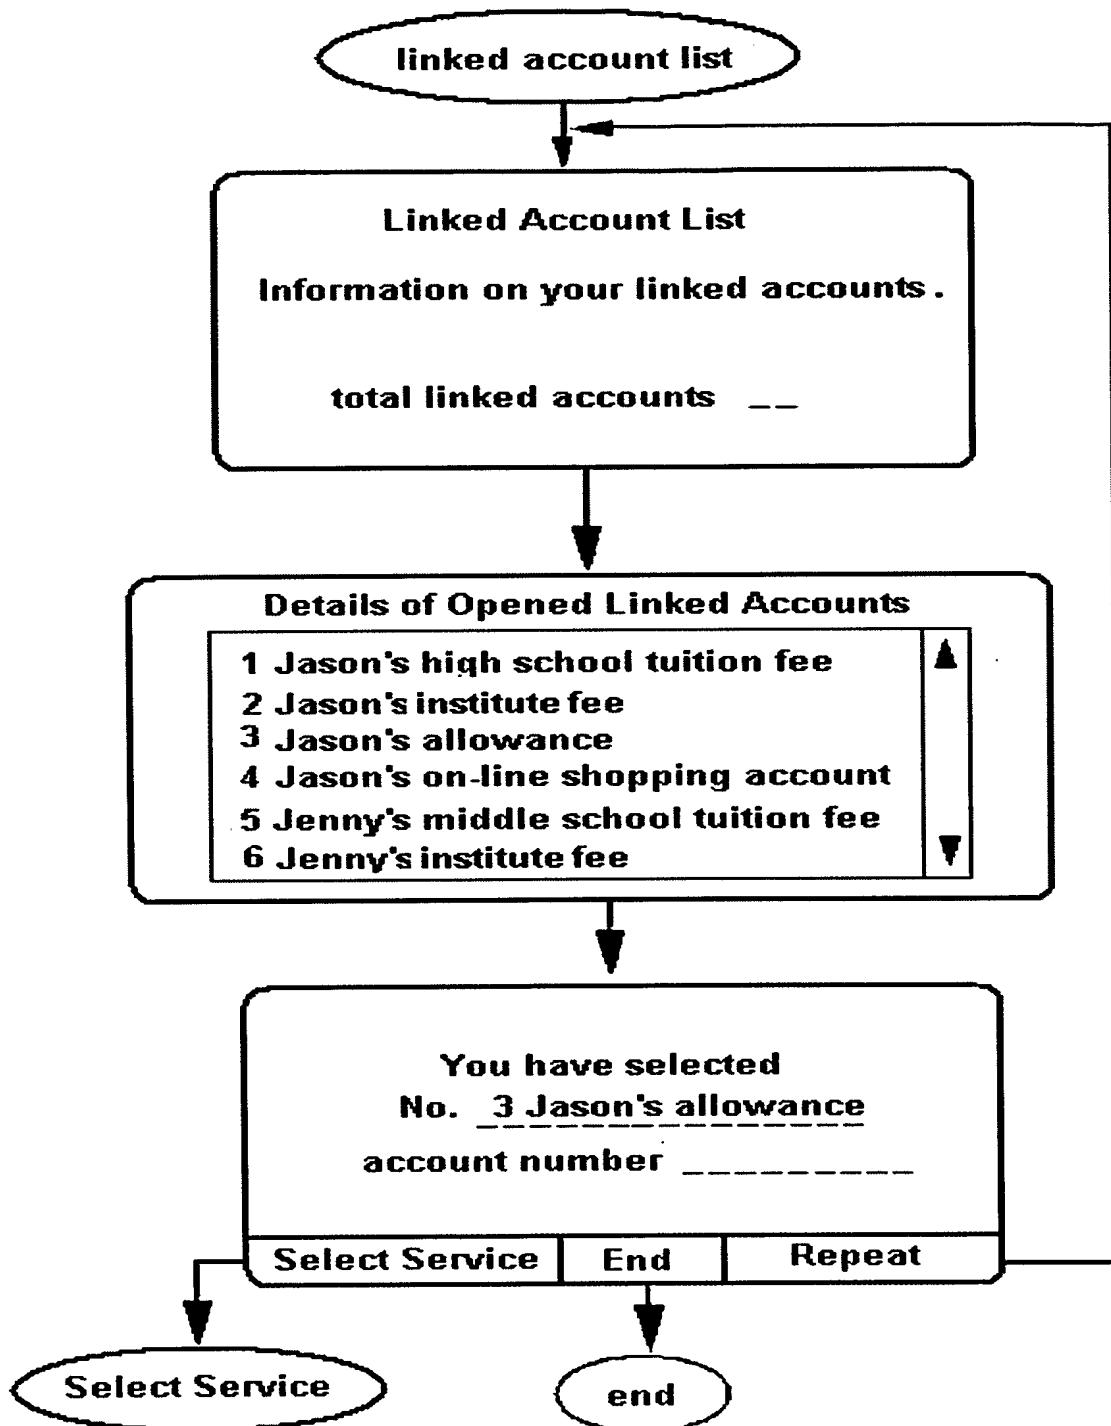 linked account list
Linked Account List
Information on your linked accounts .
total linked accounts _ _
Details of Opened Linked Accounts
1 Jason's high school tuition fee
2 Jason's institute fee
3 Jason's allowance
4 Jason's on-line shopping account
5 Jenny's middle school tuition fee
6 Jenny's institute fee
You have selected
No. 3 Jason's allowance
account number _ _ _ _ _ _ _ _ _
Select Service End Repeat
Select Service
end